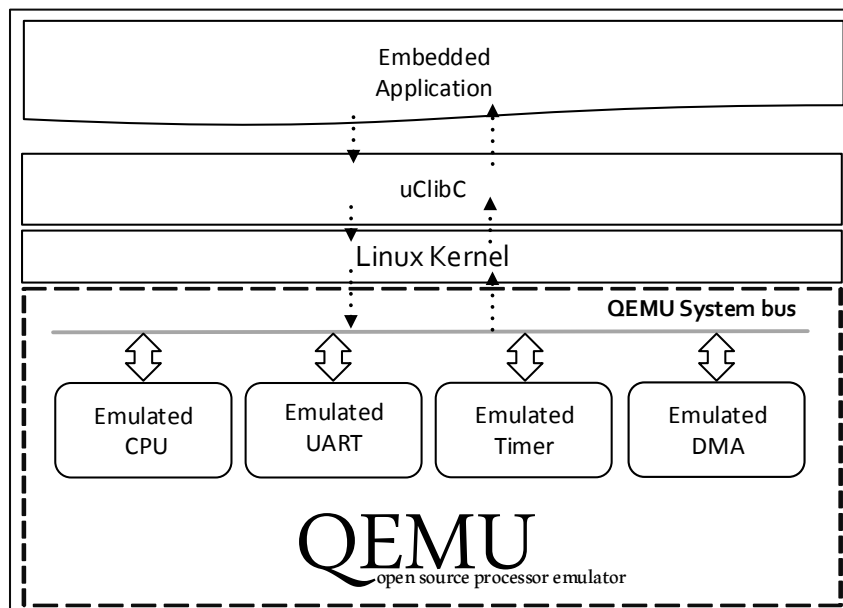 Embedded
Application
uClibC
Linux Kernel
QEMU System bus
Emulated
CPU
Emulated
UART
Emulated
Timer
Emulated
DMA
QEMU
open source processor emulator